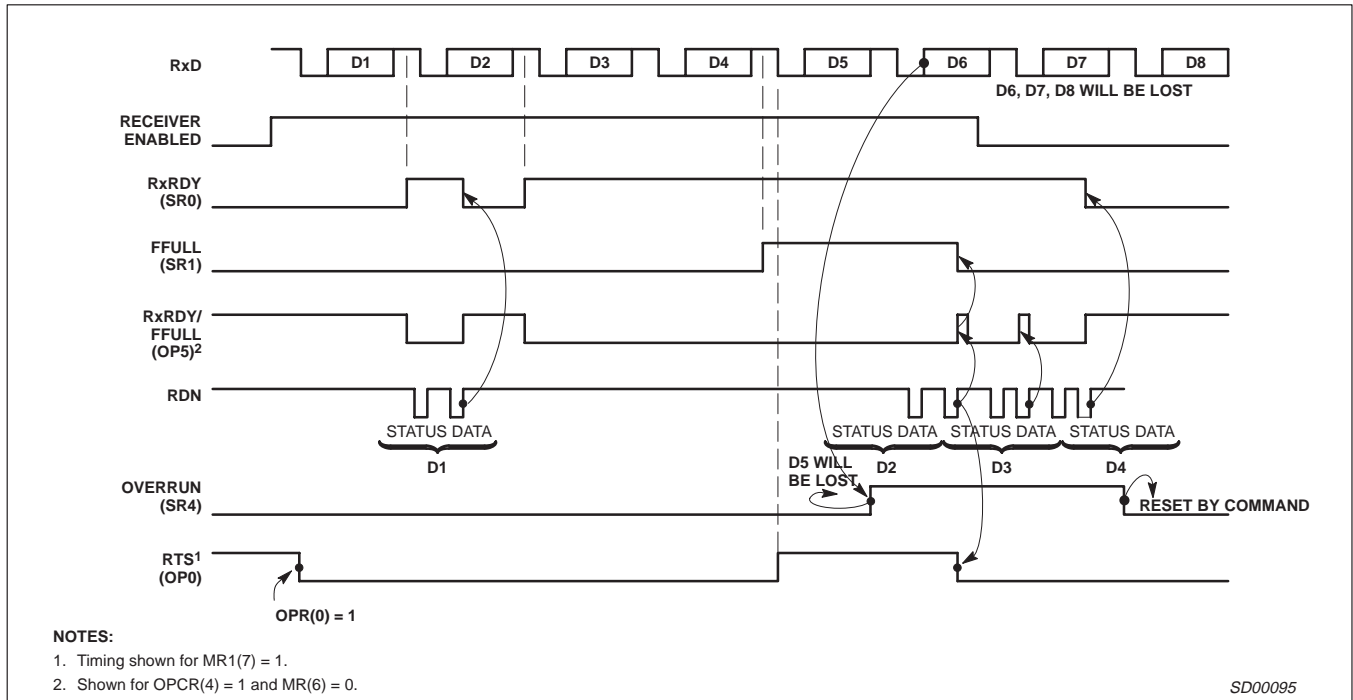 RxD
D1 D2 D3 D4 D5 D6 D7 D8
D6, D7, D8 WILL BE LOST
RECEIVER
ENABLED
RxRDY
(SR0)
FFULL
(SR1)
RxRDY/
FFULL
(OP5)2
RDN
STATUS DATA STATUS DATA STATUS DATA STATUS DATA
D1 D2 D3 D4
D5 WILL
BE LOST
OVERRUN
(SR4)
RESET BY COMMAND
RTS1
(OP0)
OPR(0) = 1
NOTES:
1. Timing shown for MR1(7) = 1.
2. Shown for OPCR(4) = 1 and MR(6) = 0.
SD00095